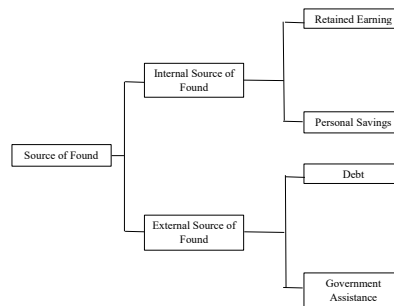 Retained Earning
Internal Source of
Found
Personal Savings
Source of Found
Debt
External Source of
Found
Government
Assistance